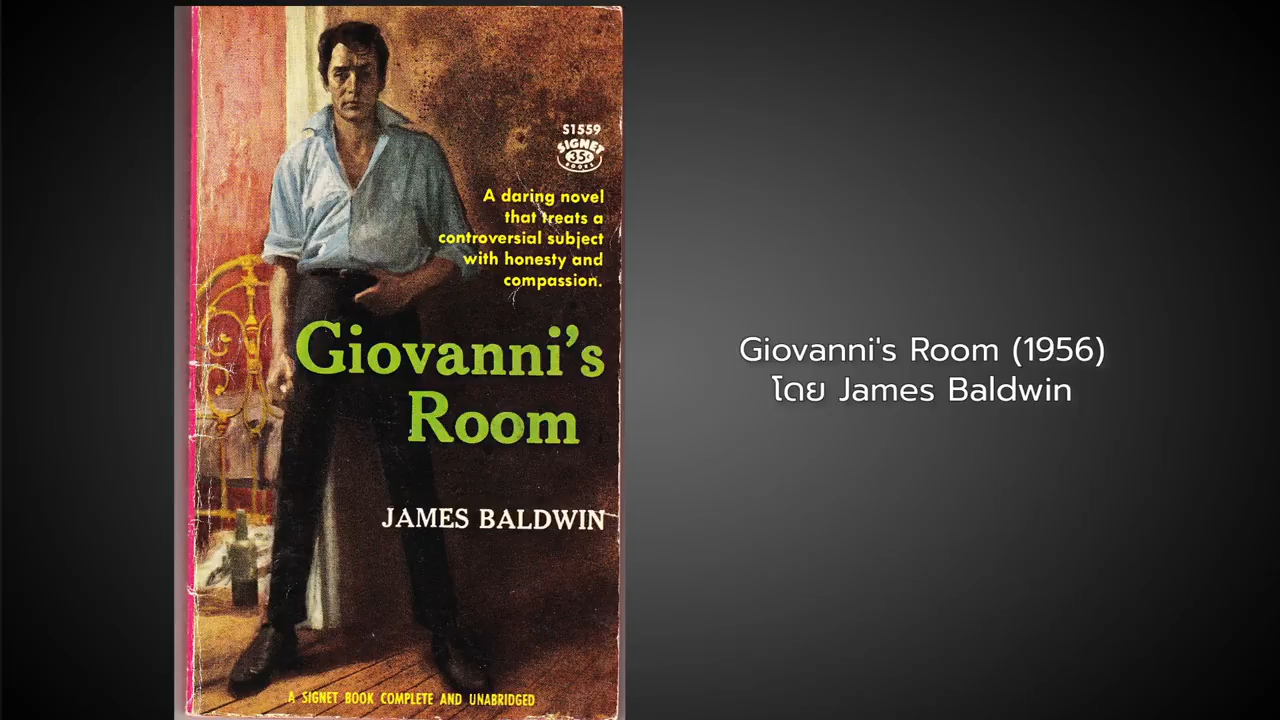 S1559
SIGNET
35¢
BOOKS
A daring novel
that treats a
controversial subject
with honesty and
compassion.
Giovanni's
Room
JAMES BALDWIN
A SIGNET BOOK COMPLETE AND UNABRIDGED
Giovanni's Room (1956)
โดย James Baldwin